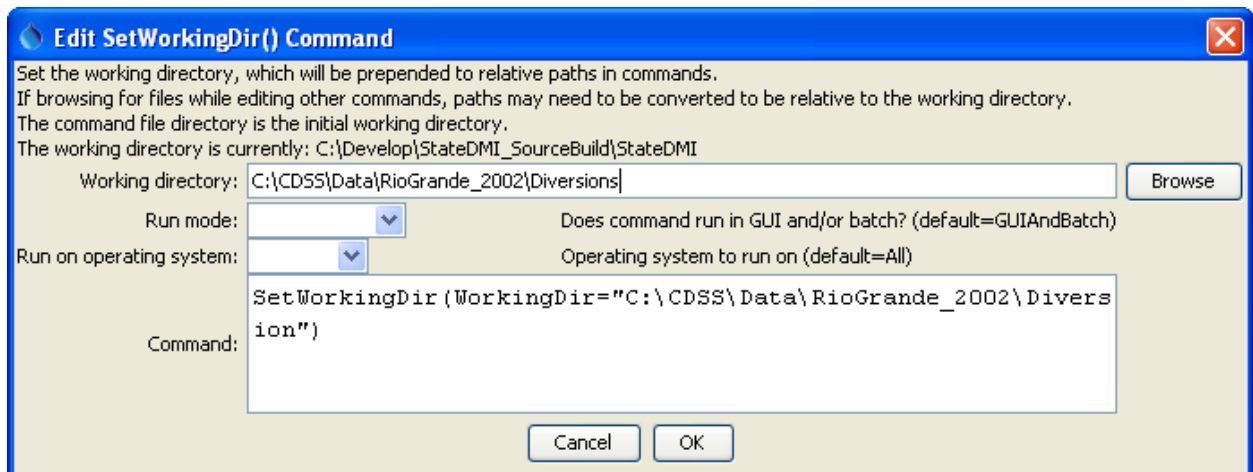 Edit SetWorkingDir() Command
Set the working directory, which will be prepended to relative paths in commands.
If browsing for files while editing other commands, paths may need to be converted to be relative to the working directory.
The command file directory is the initial working directory.
The working directory is currently: C:\Develop\StateDMI_SourceBuild\StateDMI
Working directory: C:\CDSS\Data\RioGrande_2002\Diversions Browse
Run mode: Does command run in GUI and/or batch? (default=GUIAndBatch)
Run on operating system: Operating system to run on (default=All)
SetWorkingDir(WorkingDir="C:\CDSS\Data\RioGrande_2002\Divers
ion")
Command:
Cancel OK